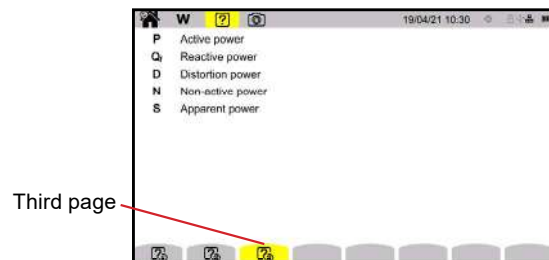 W ? 19/04/21 10:30
P Active power
Qf Reactive power
D Distortion power
N Non-active power
S Apparent power
Third page